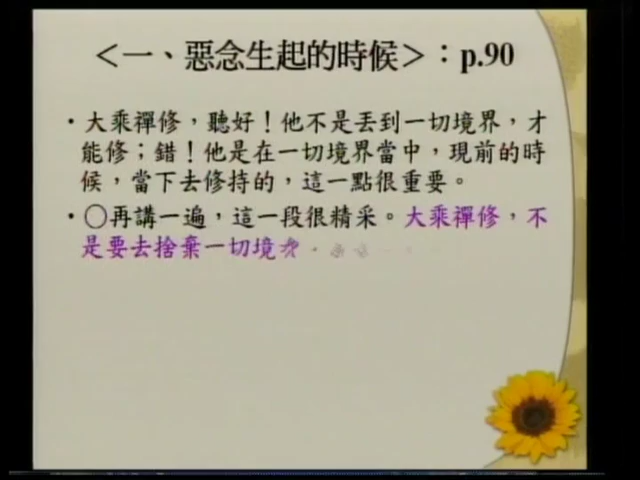 ＜一、惡念生起的時候＞：p.90
・大乘禪修，聽好！他不是丟到一切境界，才
能修；錯！他是在一切境界當中，現前的時
候，當下去修持的，這一點很重要。
・○再講一遍，這一段很精采。大乘禪修，不
是要去捨棄一切境